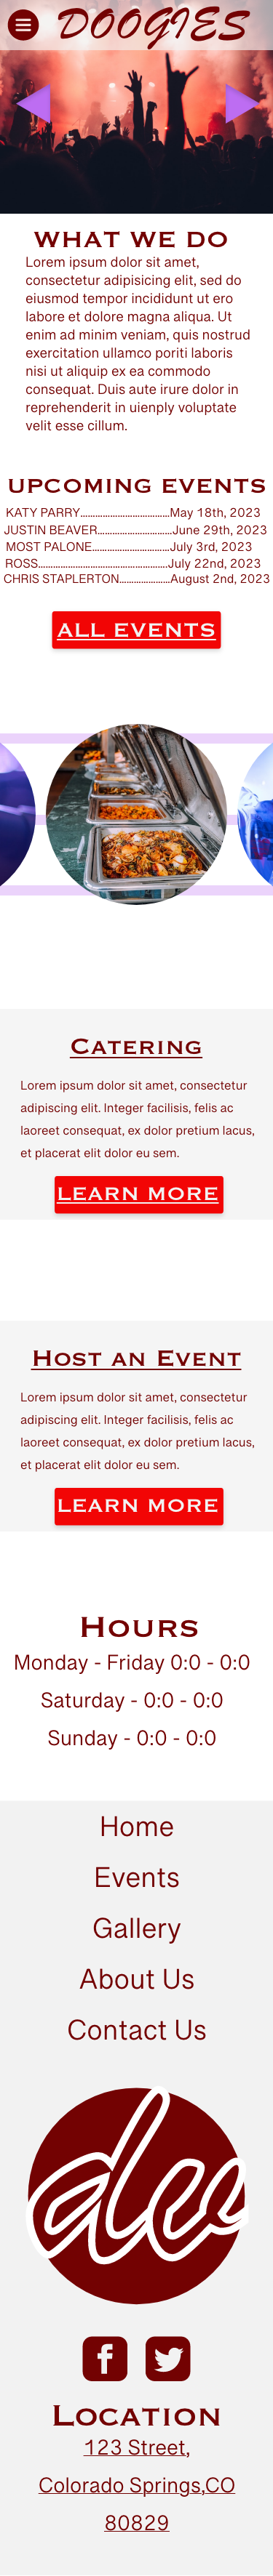 DOOGIES
WHAT WE DO
Lorem ipsum dolor sit amet,
consectetur adipisicing elit, sed do
eiusmod tempor incididunt ut ero
labore et dolore magna aliqua. Ut
enim ad minim veniam, quis nostrud
exercitation ullamco poriti laboris
nisi ut aliquip ex ea commodo
consequat. Duis aute irure dolor in
reprehenderit in uienply voluptate
velit esse cillum.
UPCOMING EVENTS
KATY PARRY....................................May 18th, 2023
JUSTIN BEAVER..............................June 29th, 2023
MOST PALONE...............................July 3rd, 2023
ROSS....................................................July 22nd, 2023
CHRIS STAPLERTON.....................August 2nd, 2023
ALL EVENTS
Catering
Lorem ipsum dolor sit amet, consectetur
adipiscing elit. Integer facilisis, felis ac
laoreet consequat, ex dolor pretium lacus,
et placerat elit dolor eu sem.
LEARN MORE
Host an Event
Lorem ipsum dolor sit amet, consectetur
adipiscing elit. Integer facilisis, felis ac
laoreet consequat, ex dolor pretium lacus,
et placerat elit dolor eu sem.
LEARN MORE
Hours
Monday - Friday 0:0 - 0:0
Saturday - 0:0 - 0:0
Sunday - 0:0 - 0:0
Home
Events
Gallery
About Us
Contact Us
Location
123 Street,
Colorado Springs,CO
80829